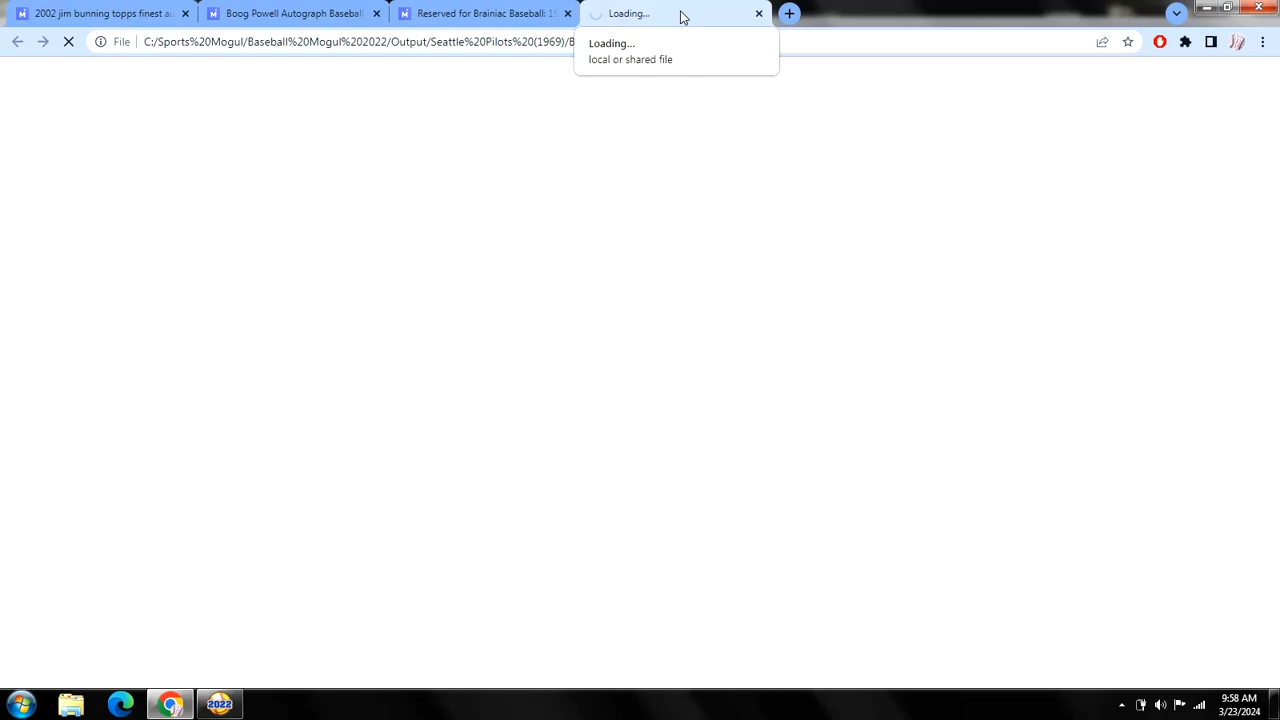 2002 jim bunning topps finest au
Boog Powell Autograph Baseball
Reserved for Brainiac Baseball: 19
Loading...
File
C:/Sports%20Mogul/Baseball%20Mogul%202022/Output/Seattle%20Pilots%20(1969)/B
Loading...
local or shared file
2022
9:58 AM
3/23/2024